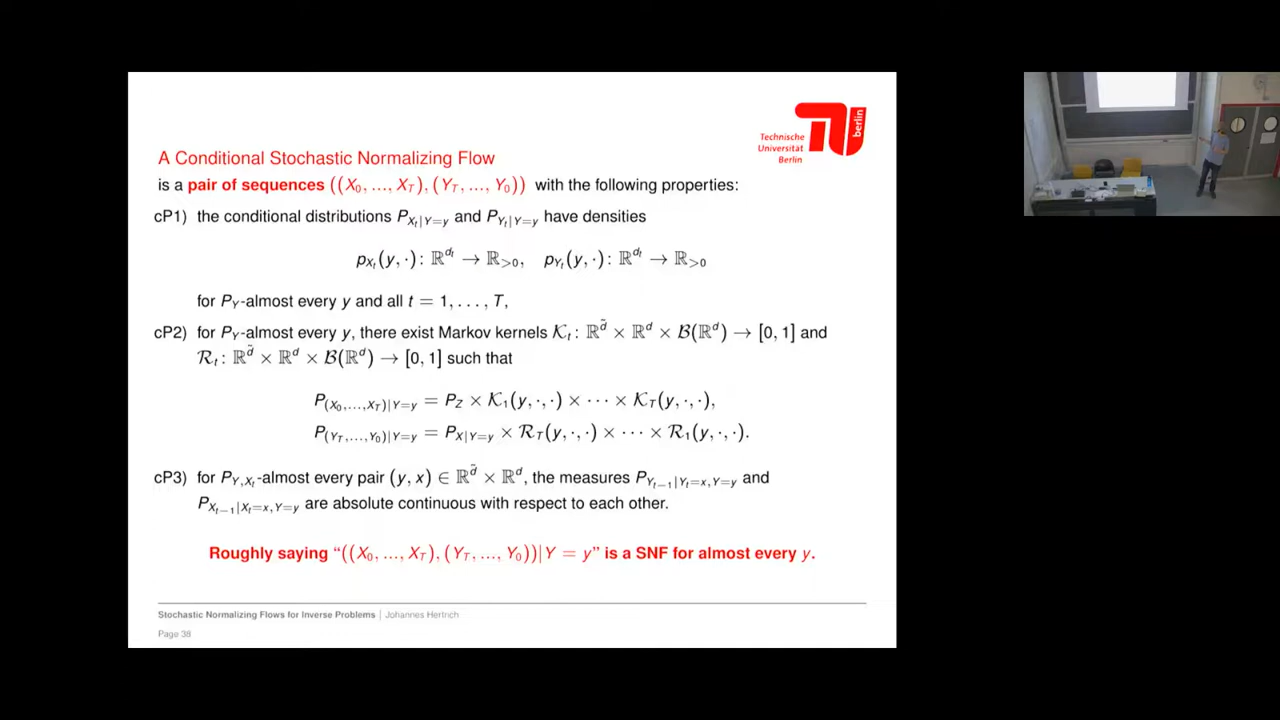 Technische
Universität
Berlin
berlin
A Conditional Stochastic Normalizing Flow
is a pair of sequences ((X₀, ..., X_T), (Y_T, ..., Y₀)) with the following properties:
cP1) the conditional distributions P_{X_t|Y=y} and P_{Y_t|Y=y} have densities
p_{X_t}(y, ·): ℝ^{d_t} → ℝ_{>0}, p_{Y_t}(y, ·): ℝ^{d_t} → ℝ_{>0}
for P_Y-almost every y and all t = 1, . . . , T,
cP2) for P_Y-almost every y, there exist Markov kernels 𝒦_t: ℝ^{d̃} × ℝ^d × ℬ(ℝ^d) → [0, 1] and
ℛ_t: ℝ^{d̃} × ℝ^d × ℬ(ℝ^d) → [0, 1] such that
P_{(X₀,...,X_T)|Y=y} = P_Z × 𝒦₁(y, ·, ·) × ··· × 𝒦_T(y, ·, ·),
P_{(Y_T,...,Y₀)|Y=y} = P_{X|Y=y} × ℛ_T(y, ·, ·) × ··· × ℛ₁(y, ·, ·).
cP3) for P_{Y,X_t}-almost every pair (y, x) ∈ ℝ^{d̃} × ℝ^d, the measures P_{Y_{t−1}|Y_t=x,Y=y} and
P_{X_{t−1}|X_t=x,Y=y} are absolute continuous with respect to each other.
Roughly saying “((X₀, ..., X_T), (Y_T, ..., Y₀))|Y = y” is a SNF for almost every y.
Stochastic Normalizing Flows for Inverse Problems | Johannes Hertrich
Page 38